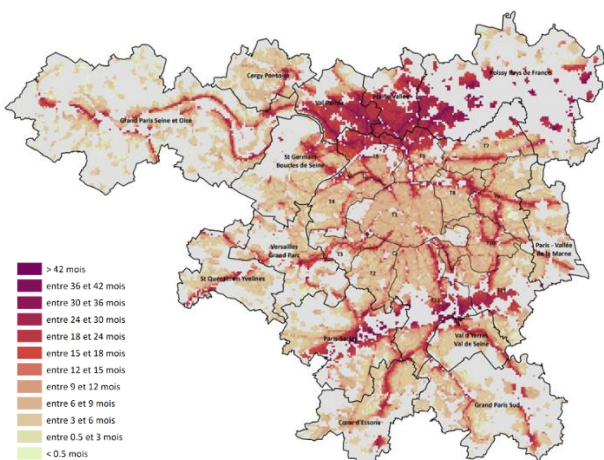 Cergy Pontoise
Roissy Pays de France
Val Parisis
Plaine Vallée
Grand Paris Seine et Oise
St Germain
Boucles de Seine
T5
T6
T7
T4
T8
T1
Versailles
Grand Parc
T3
T2
Paris - Vallée
de la Marne
St Quentin en Yvelines
Paris Saclay
Val d'Yerres
Val de Seine
Cœur d'Essonne
Grand Paris Sud
> 42 mois
entre 36 et 42 mois
entre 30 et 36 mois
entre 24 et 30 mois
entre 18 et 24 mois
entre 15 et 18 mois
entre 12 et 15 mois
entre 9 et 12 mois
entre 6 et 9 mois
entre 3 et 6 mois
entre 0.5 et 3 mois
< 0.5 mois